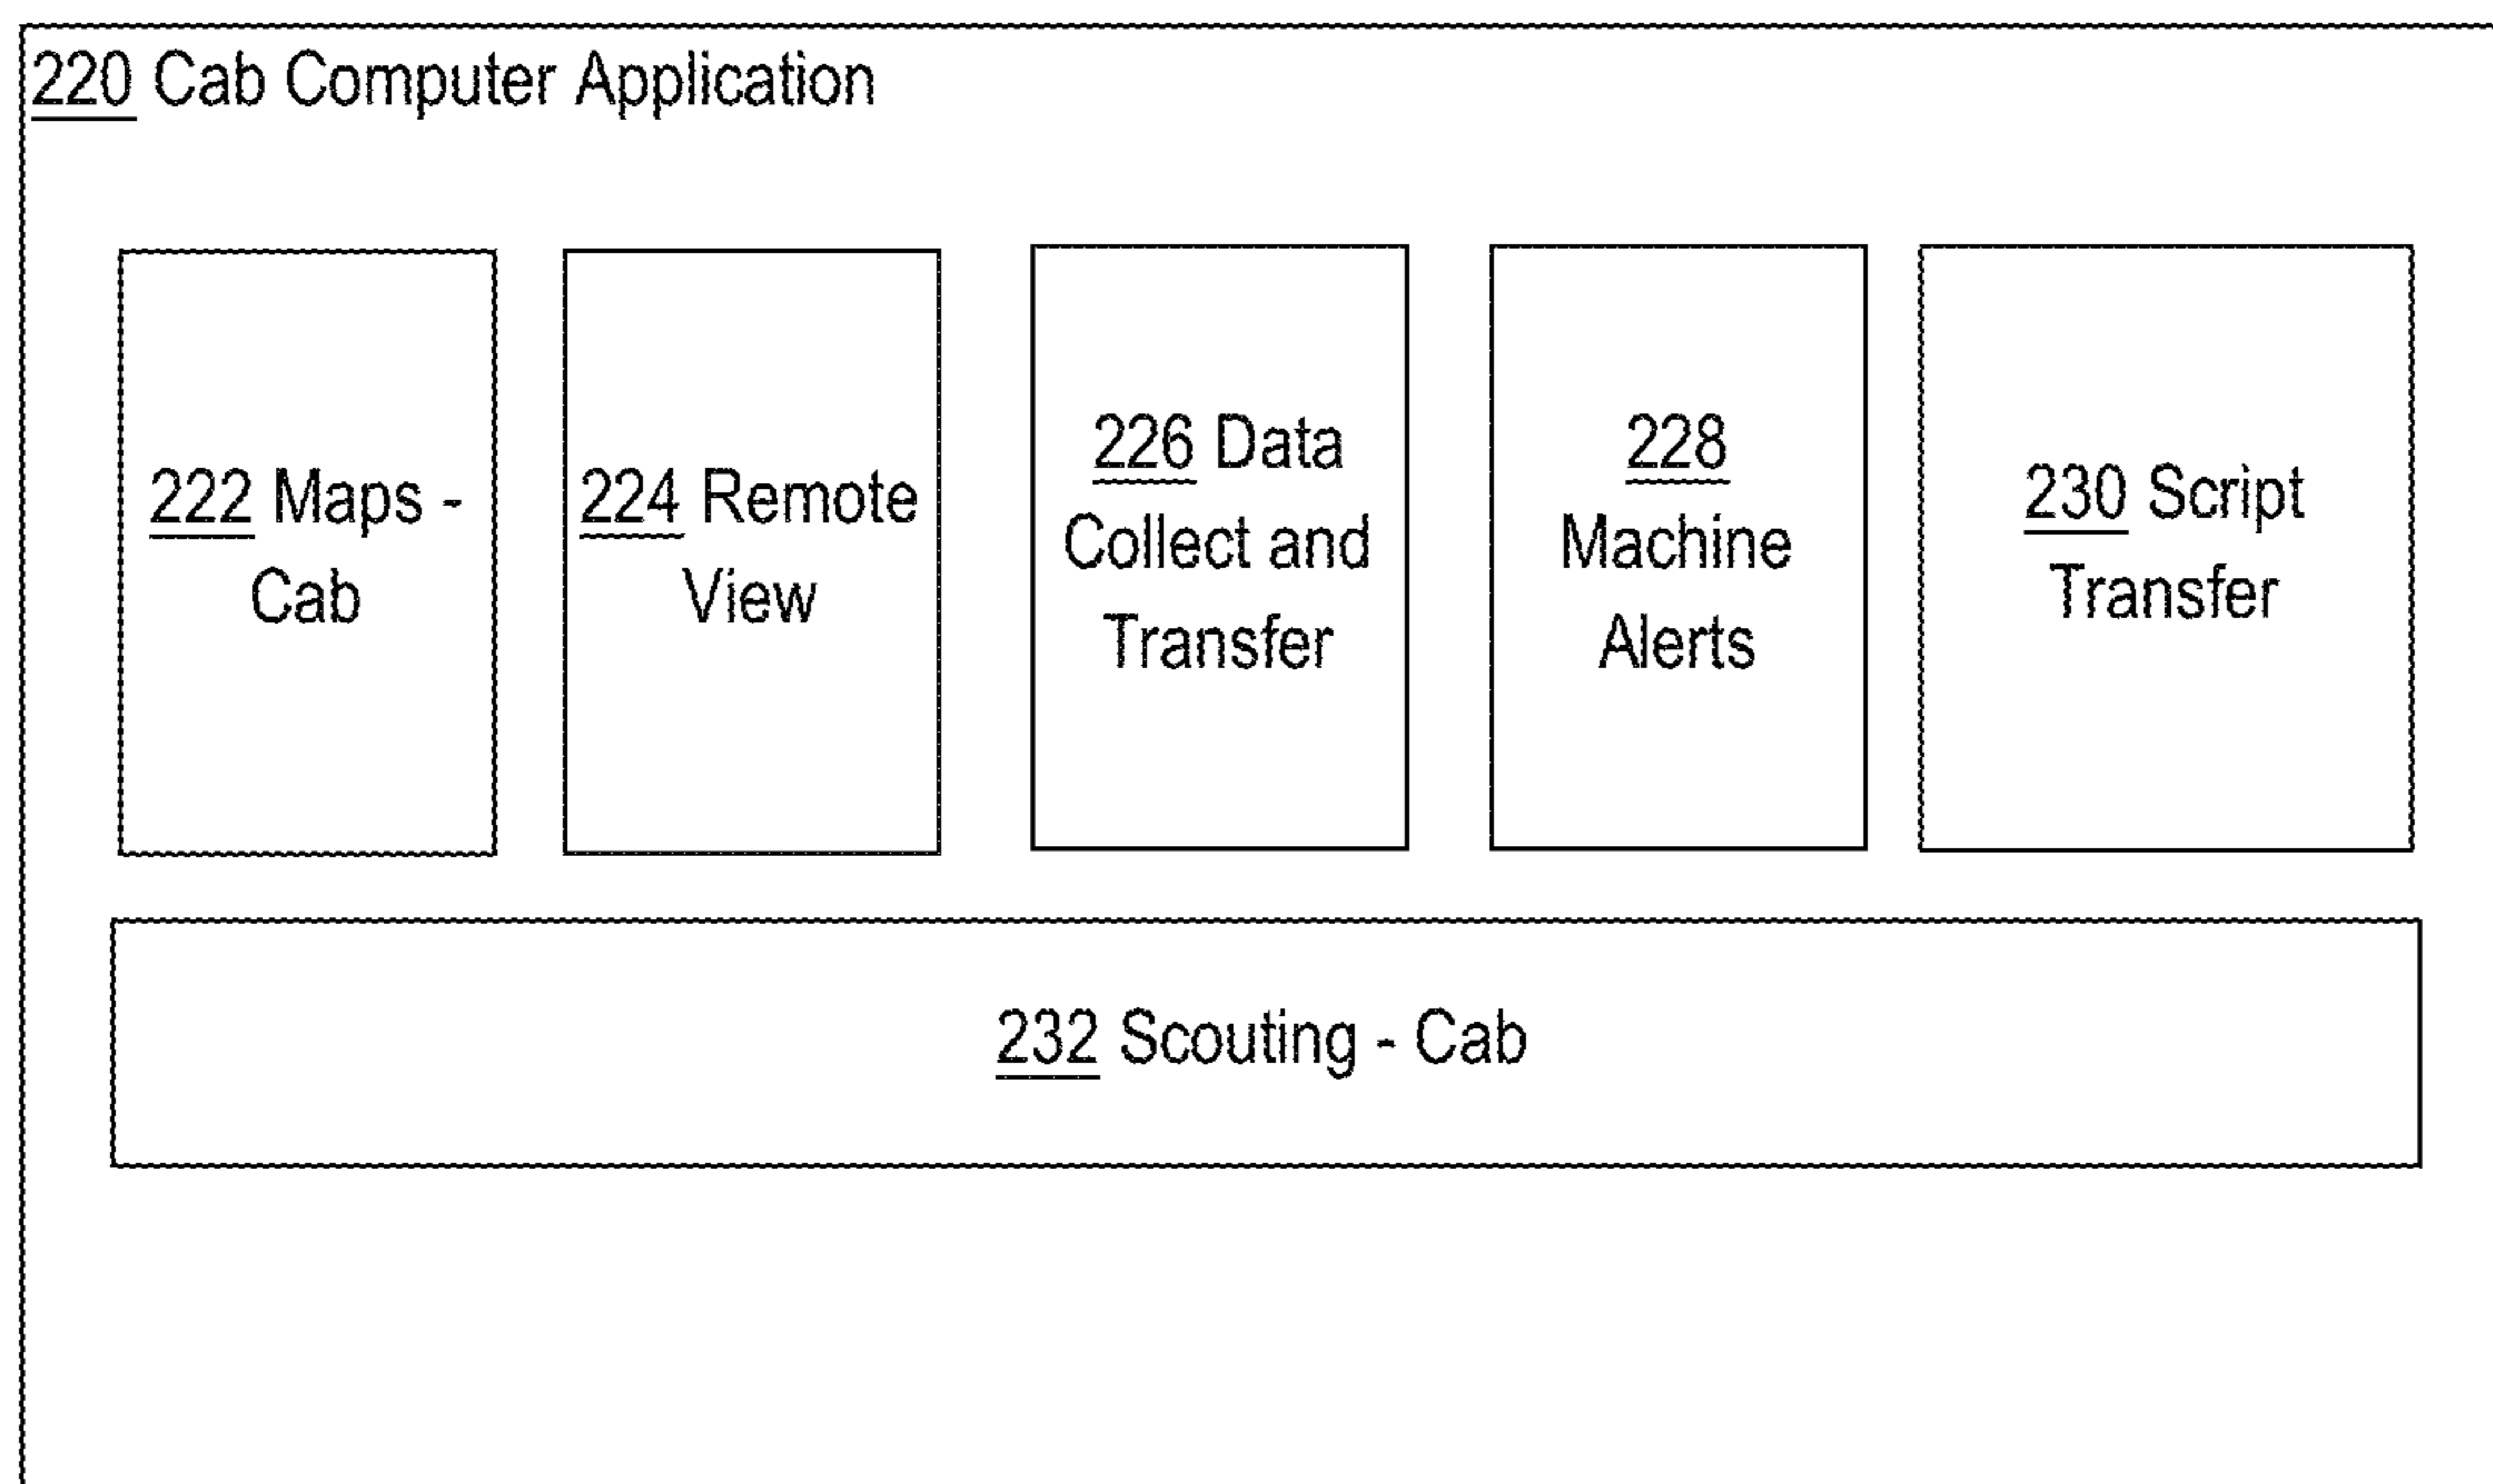 220 Cab Computer Application
222 Maps -
Cab
224 Remote
View
226 Data
Collect and
Transfer
228
Machine
Alerts
230 Script
Transfer
232 Scouting - Cab